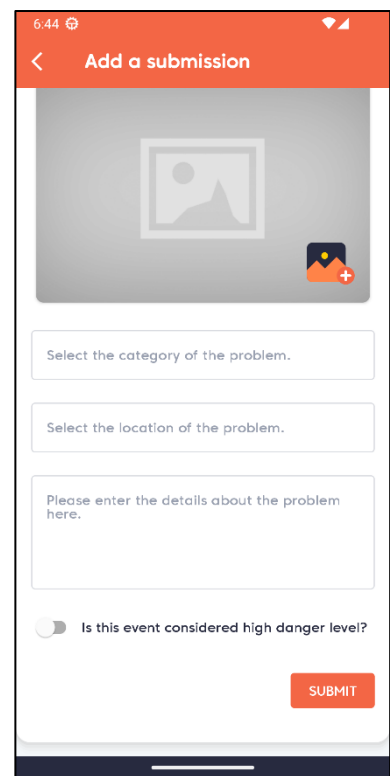 6:44
Add a submission
Select the category of the problem.
Select the location of the problem.
Please enter the details about the problem
here.
Is this event considered high danger level?
SUBMIT